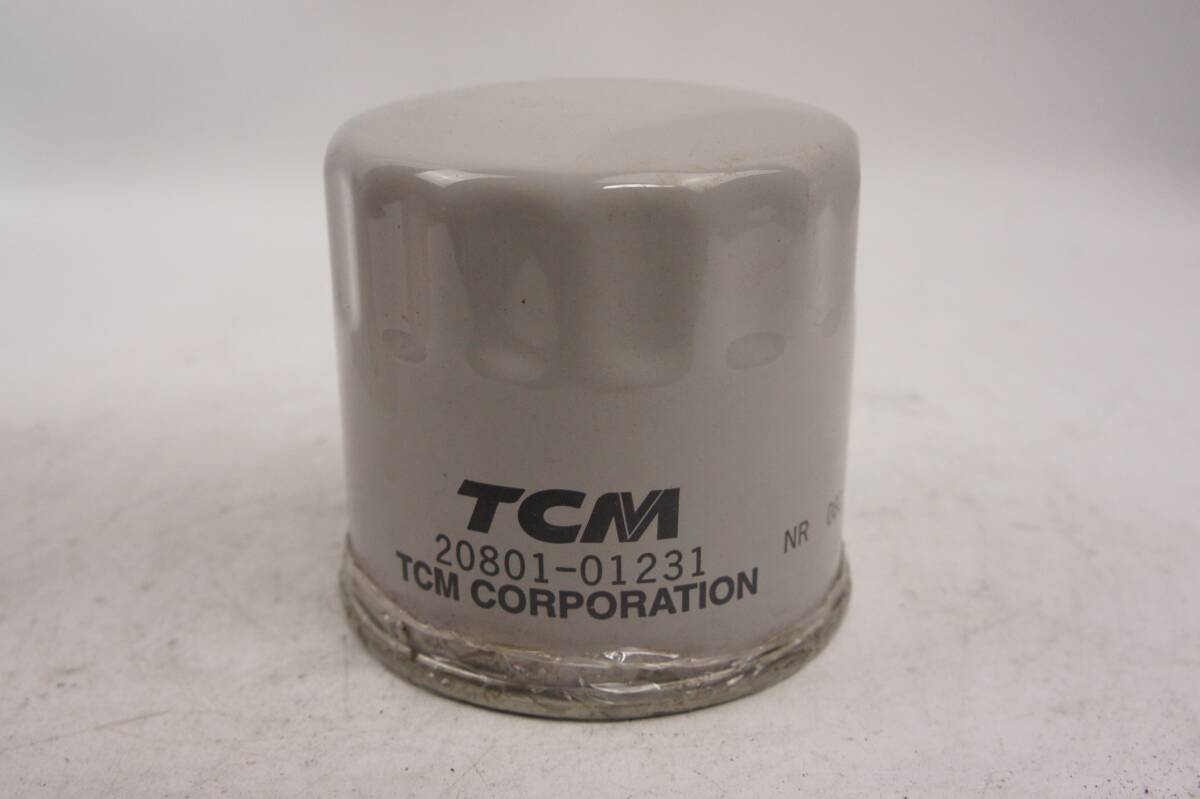 TCM
20801-01231
TCM CORPORATION
NR